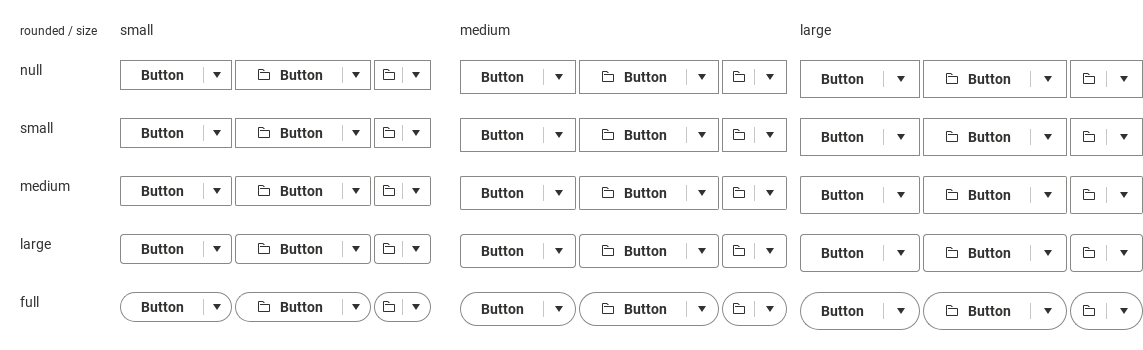 rounded / size small medium large
null Button Button Button Button Button Button
small Button Button Button Button Button Button
medium Button Button Button Button Button Button
large Button Button Button Button Button Button
full Button Button Button Button Button Button